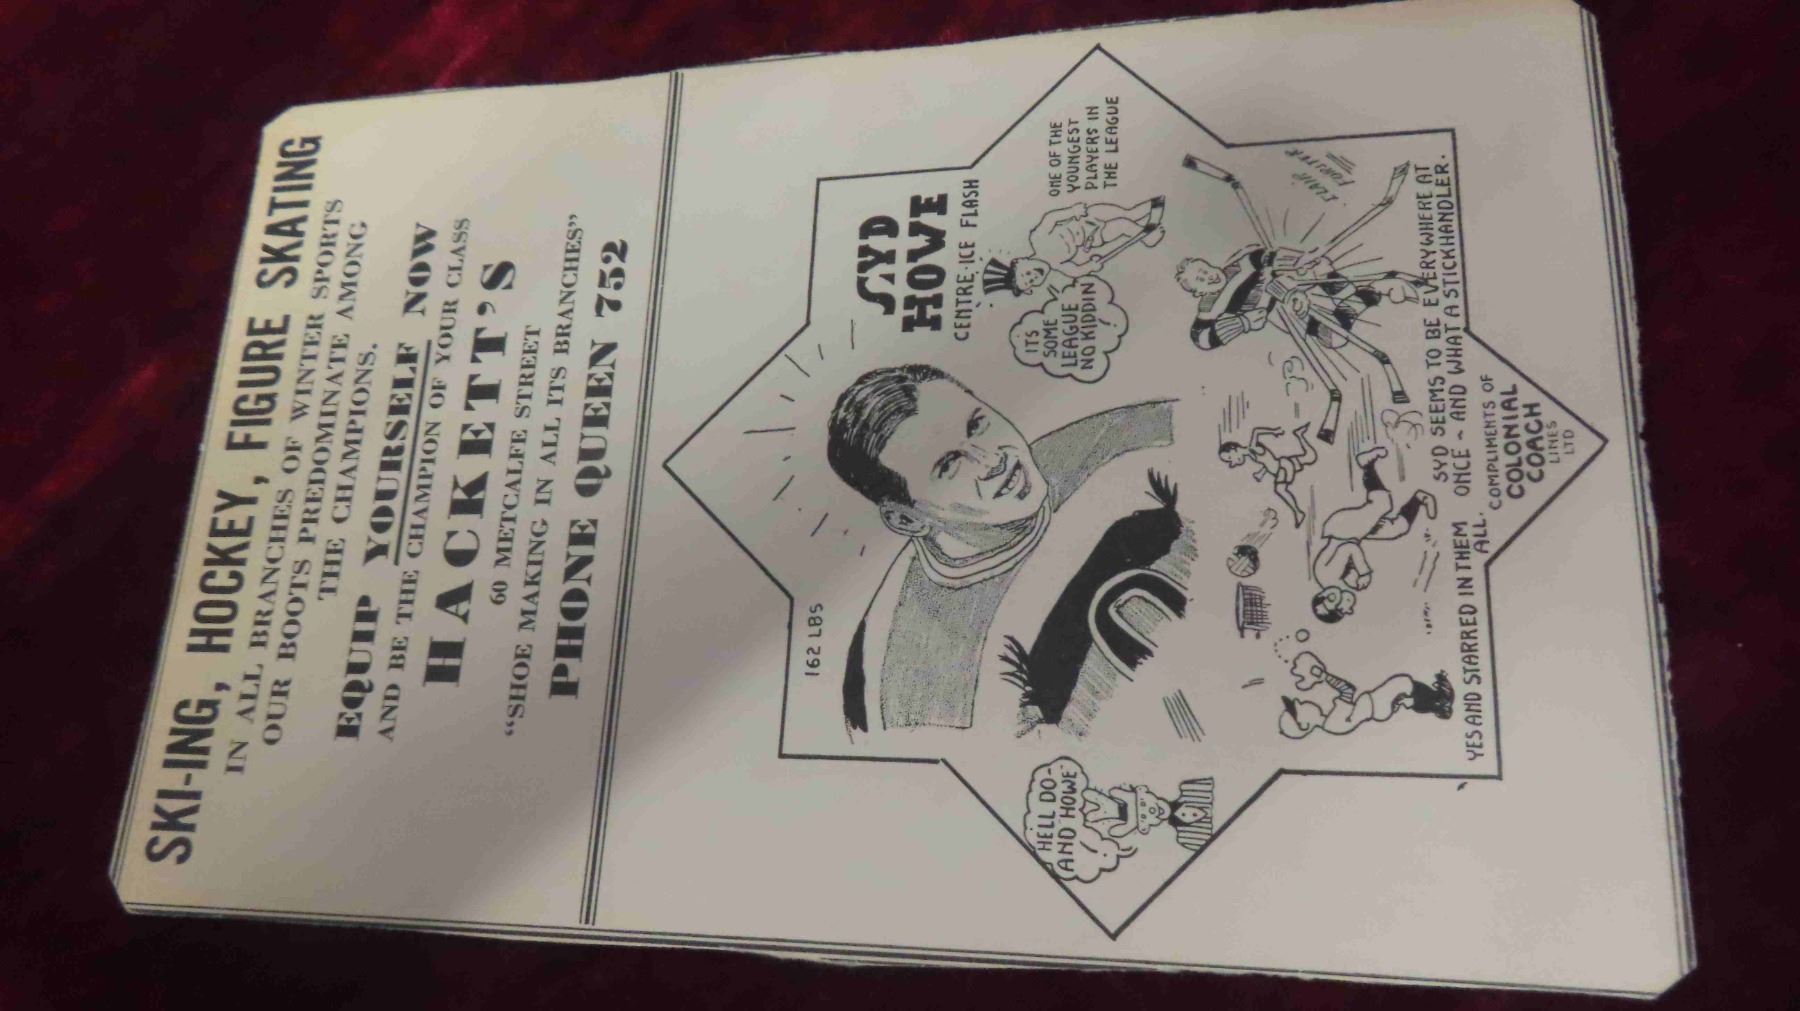 SKI-ING, HOCKEY, FIGURE SKATING
IN ALL BRANCHES OF WINTER SPORTS
OUR BOOTS PREDOMINATE AMONG
THE CHAMPIONS.
EQUIP YOURSELF NOW
AND BE THE CHAMPION OF YOUR CLASS
HACKETT'S
60 METCALFE STREET
"SHOE MAKING IN ALL ITS BRANCHES"
PHONE QUEEN 752
162 LBS
SYD
HOWE
CENTRE-ICE FLASH
ITS
SOME
LEAGUE
NO KIDDIN
ONE OF THE
YOUNGEST
PLAYERS IN
THE LEAGUE
HELL DO-
AND HOWE
SYD SEEMS TO BE EVERYWHERE AT
ONCE - AND WHAT A STICKHANDLER.
YES AND STARRED IN THEM
ALL.
COMPLIMENTS OF
COLONIAL
COACH
LINES
LTD